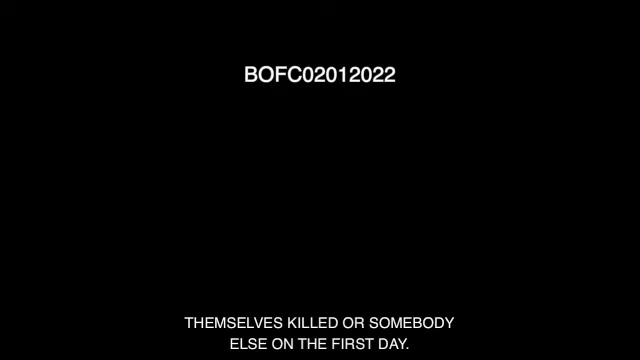 BOFC02012022
THEMSELVES KILLED OR SOMEBODY
ELSE ON THE FIRST DAY.